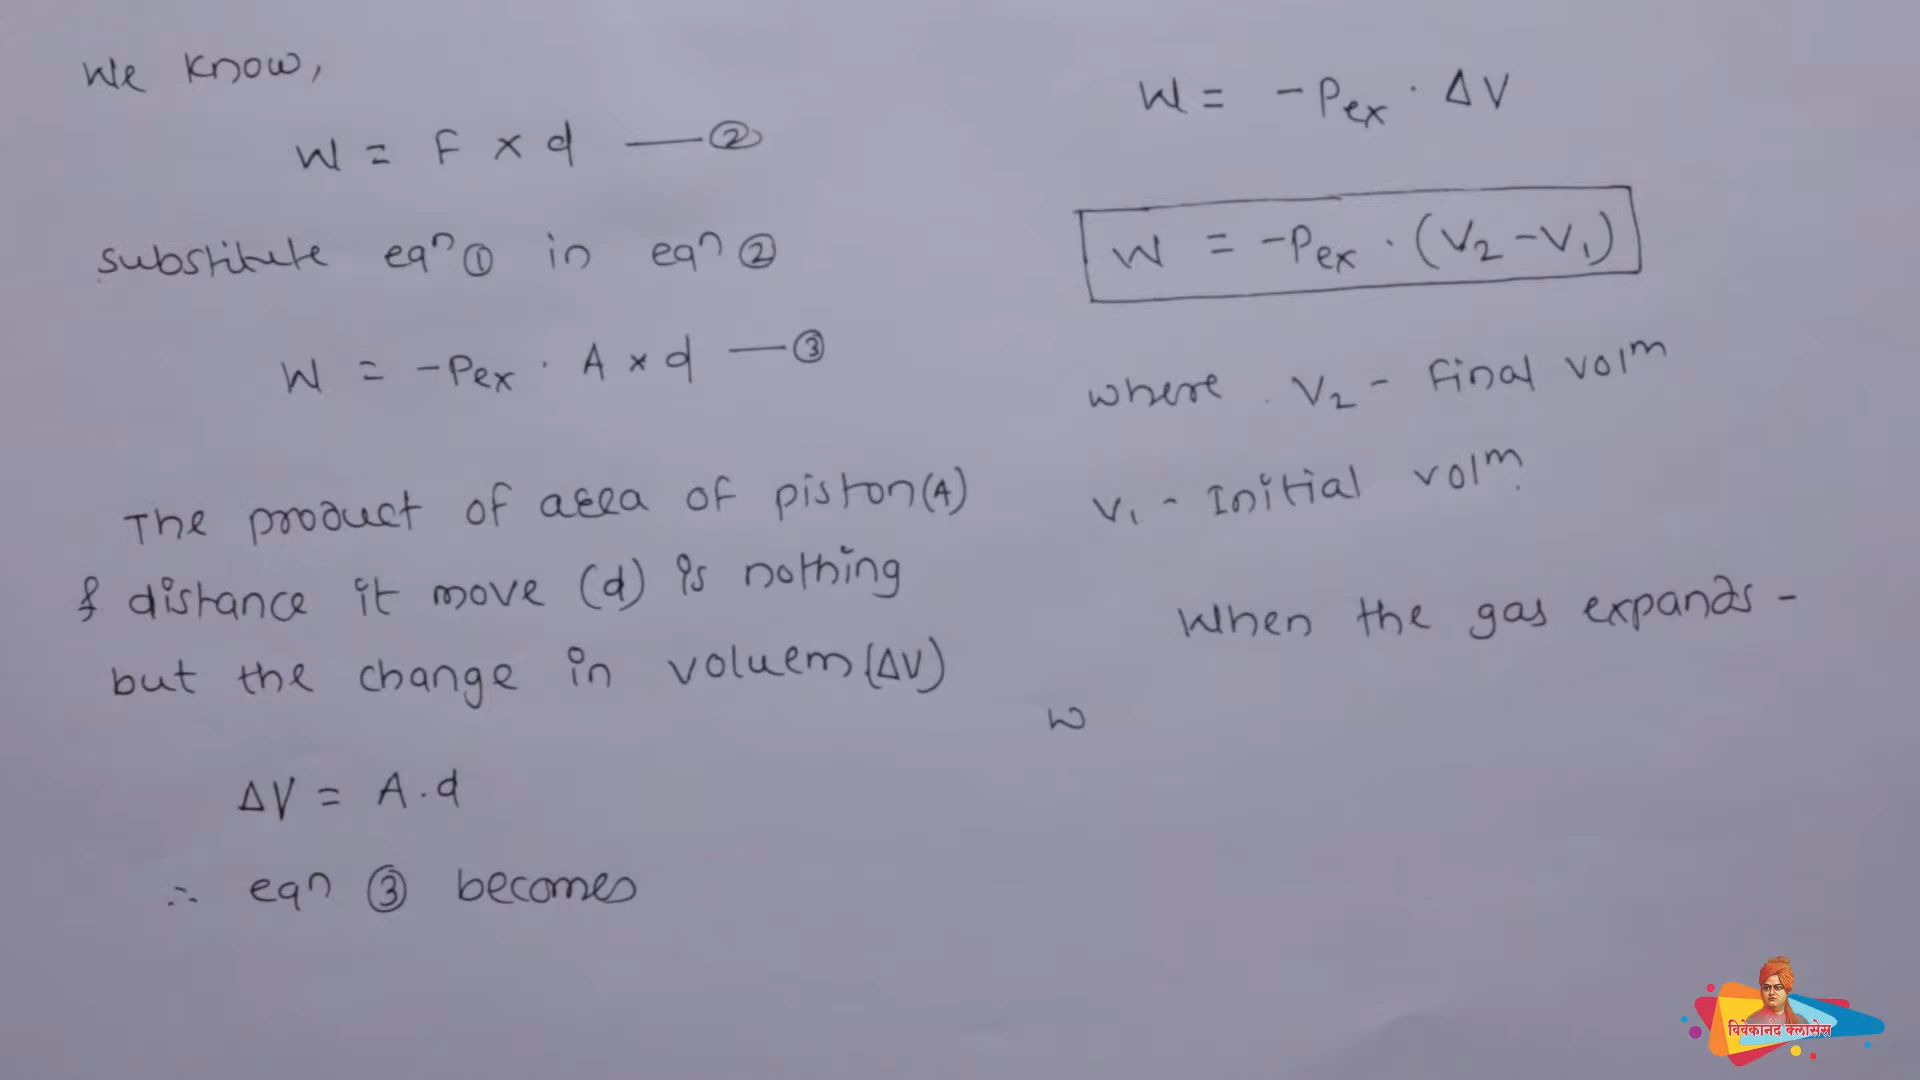 We know,
W = F × d —②
substitute eqⁿ ① in eqⁿ ②
W = -Pex · A × d —③
The product of area of piston(A)
& distance it move (d) is nothing
but the change in voluem (ΔV)
ΔV = A.d
∴ eqn ③ becomes
W = -Pex · ΔV
W = -Pex · (V₂-V₁)
where V₂ - Final volᵐ
V₁ - Initial volᵐ.
When the gas expands -
W
विवेकानंद क्लासेस